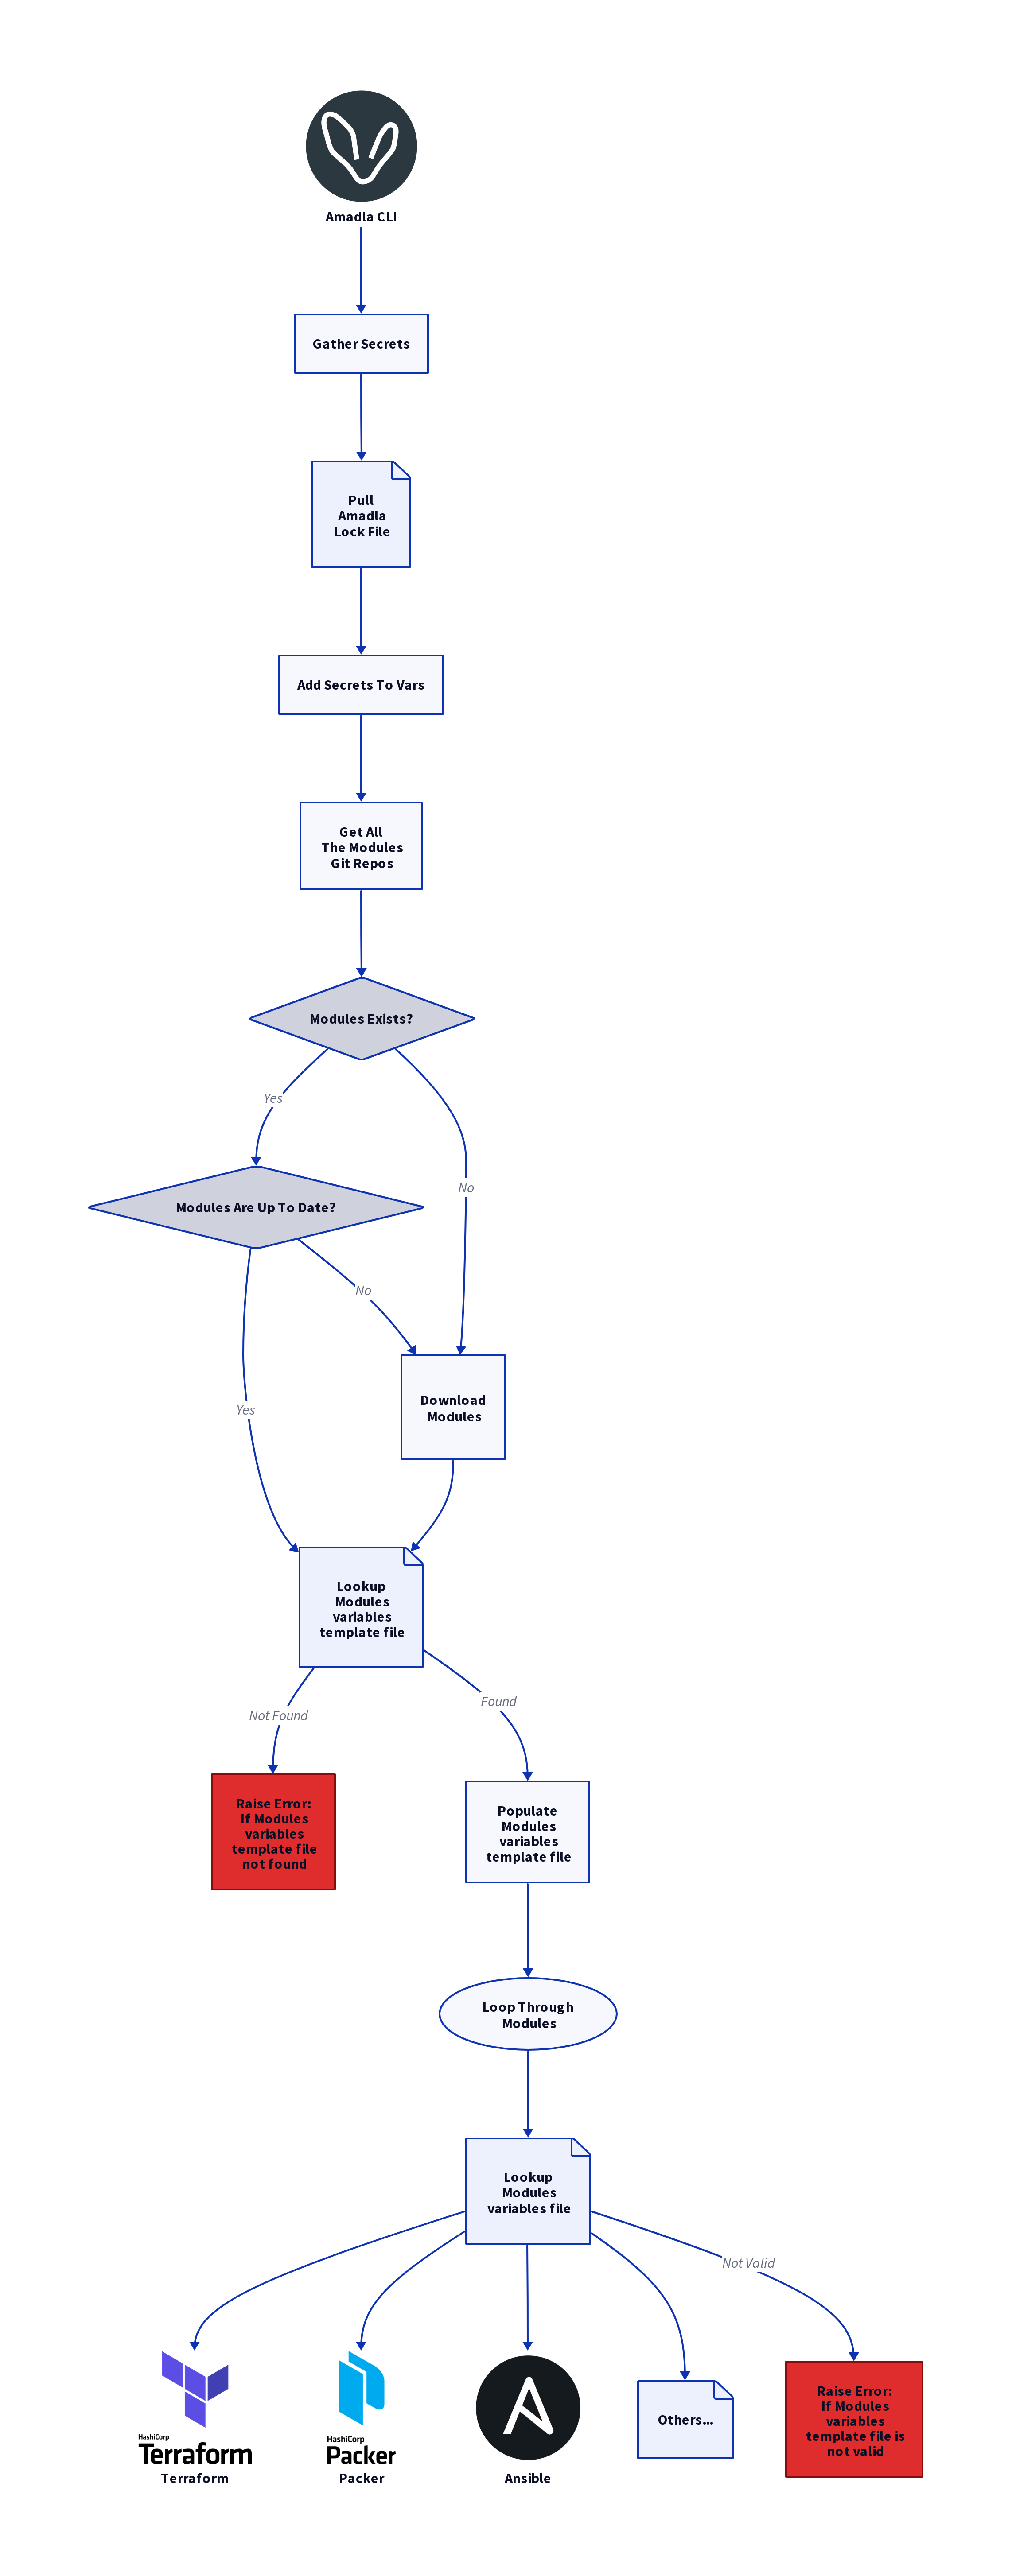 Amadla CLI
Gather Secrets
Pull
Amadla
Lock File
Add Secrets To Vars
Get All
The Modules
Git Repos
Modules Exists?
Yes
No
Modules Are Up To Date?
No
Yes
Download
Modules
Lookup
Modules
variables
template file
Not Found
Found
Raise Error:
If Modules
variables
template file
not found
Populate
Modules
variables
template file
Loop Through
Modules
Lookup
Modules
variables file
Not Valid
HashiCorp
Terraform
Terraform
HashiCorp
Packer
Packer
Ansible
Others...
Raise Error:
If Modules
variables
template file is
not valid